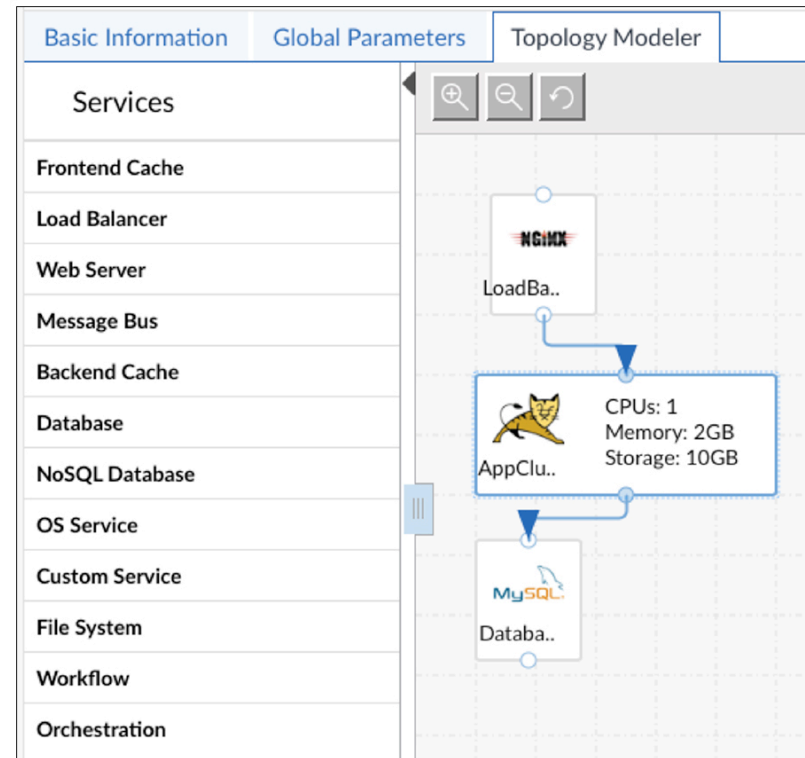 Basic Information
Global Parameters
Topology Modeler
Services
Frontend Cache
Load Balancer
Web Server
Message Bus
Backend Cache
Database
NoSQL Database
OS Service
Custom Service
File System
Workflow
Orchestration
NGINX
LoadBa..
CPUs: 1
Memory: 2GB
Storage: 10GB
AppClu..
MySQL.
Databa..